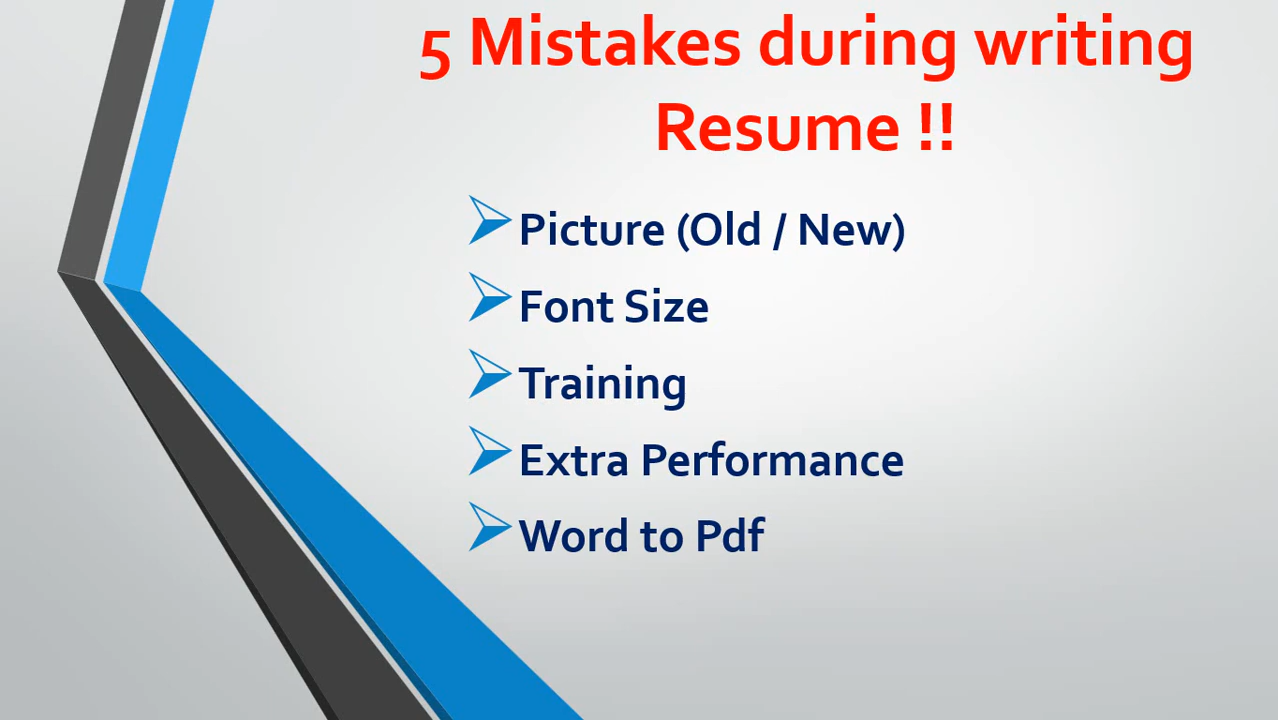 5 Mistakes during writing
Resume !!
Picture (Old / New)
Font Size
Training
Extra Performance
Word to Pdf